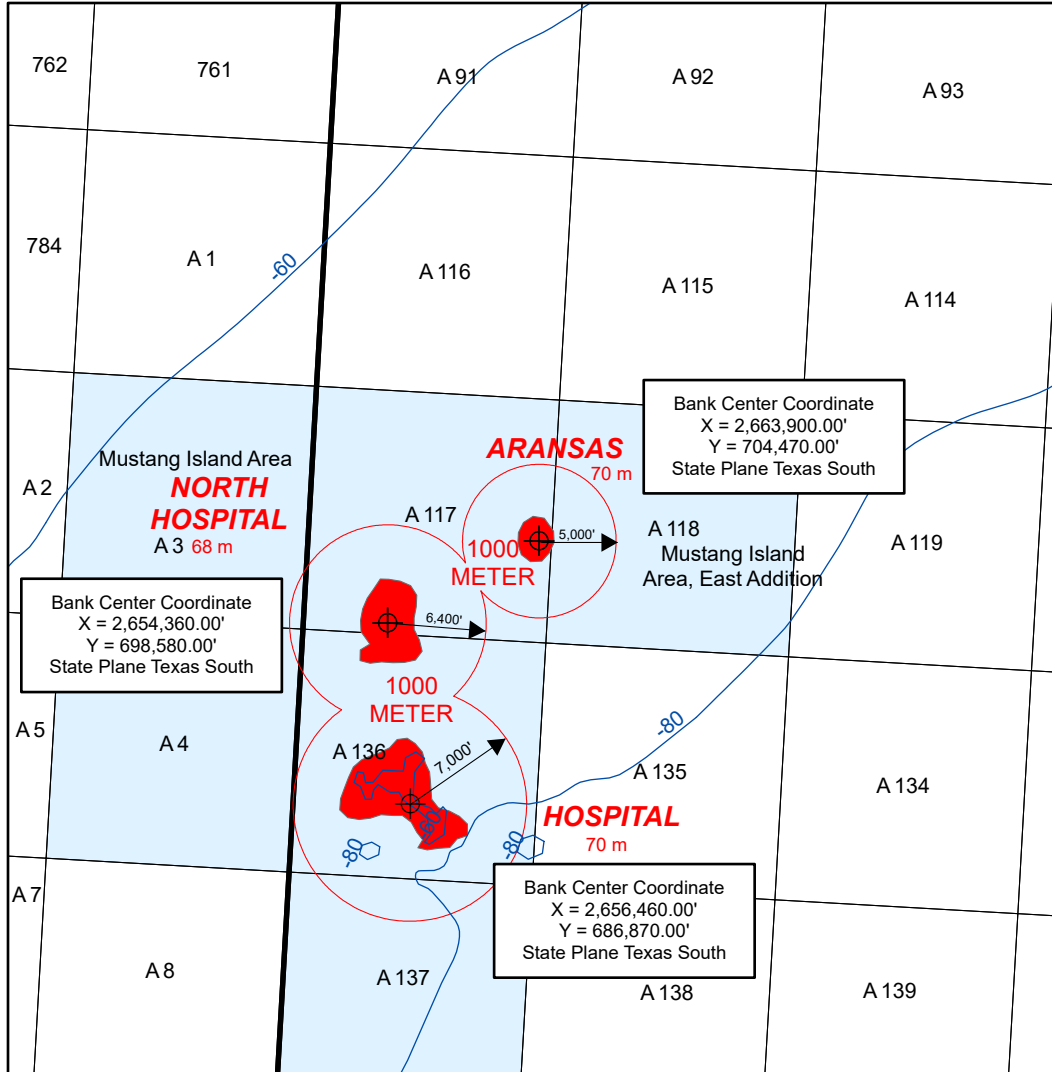 762
761
A 91
A 92
A 93
784
A 1
-60
A 116
A 115
A 114
Bank Center Coordinate
X = 2,663,900.00'
Y = 704,470.00'
State Plane Texas South
Mustang Island Area
NORTH
HOSPITAL
A 3 68 m
A 2
ARANSAS
70 m
A 117
1000
METER
5,000'
A 118
Mustang Island
Area, East Addition
A 119
Bank Center Coordinate
X = 2,654,360.00'
Y = 698,580.00'
State Plane Texas South
6,400'
1000
METER
A 5
A 4
A 136
7,000'
-80
A 135
A 134
HOSPITAL
70 m
-60
-80
-80
A 7
Bank Center Coordinate
X = 2,656,460.00'
Y = 686,870.00'
State Plane Texas South
A 8
A 137
A 138
A 139